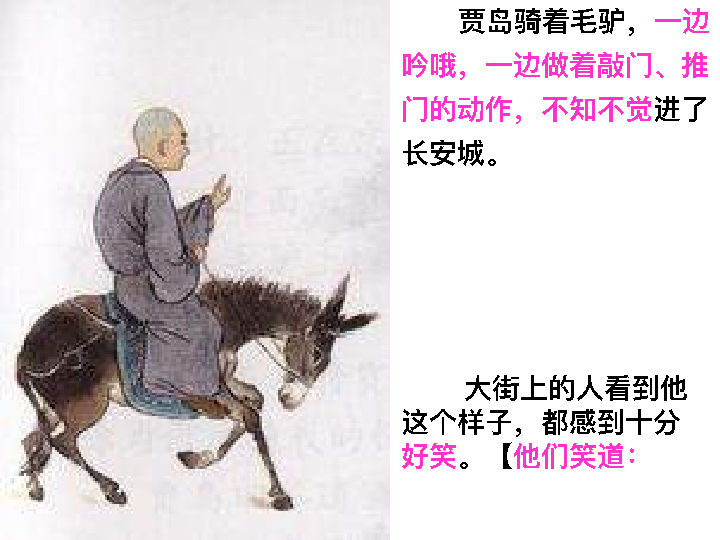 贾岛骑着毛驴，一边
吟哦，一边做着敲门、推
门的动作，不知不觉进了
长安城。
大街上的人看到他
这个样子，都感到十分
好笑。【他们笑道：